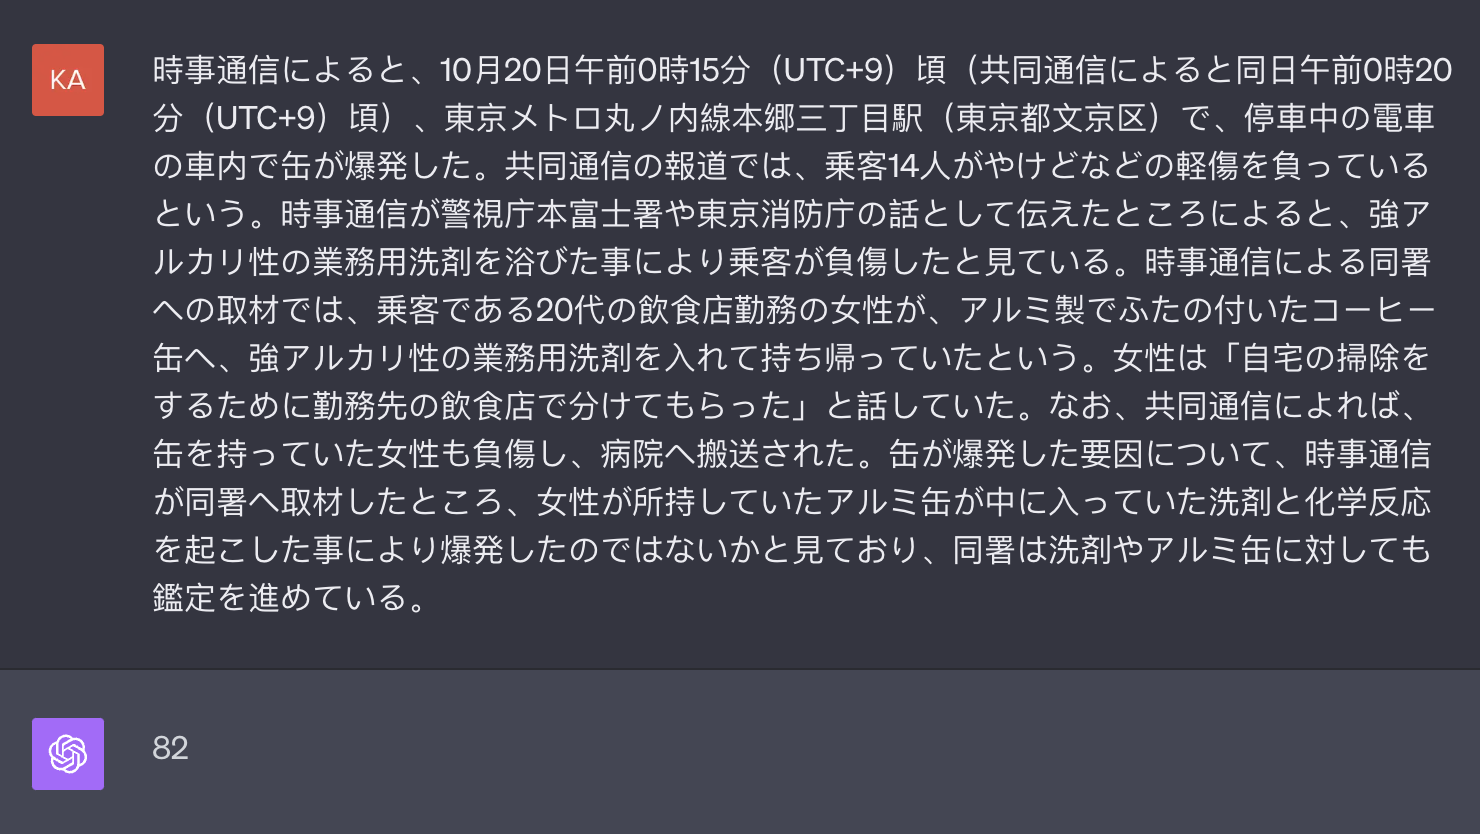 KA
時事通信によると、10月20日午前0時15分（UTC+9）頃（共同通信によると同日午前0時20
分（UTC+9）頃）、東京メトロ丸ノ内線本郷三丁目駅（東京都文京区）で、停車中の電車
の車内で缶が爆発した。共同通信の報道では、乗客14人がやけどなどの軽傷を負っている
という。時事通信が警視庁本富士署や東京消防庁の話として伝えたところによると、強ア
ルカリ性の業務用洗剤を浴びた事により乗客が負傷したと見ている。時事通信による同署
への取材では、乗客である20代の飲食店勤務の女性が、アルミ製でふたの付いたコーヒー
缶へ、強アルカリ性の業務用洗剤を入れて持ち帰っていたという。女性は「自宅の掃除を
するために勤務先の飲食店で分けてもらった」と話していた。なお、共同通信によれば、
缶を持っていた女性も負傷し、病院へ搬送された。缶が爆発した要因について、時事通信
が同署へ取材したところ、女性が所持していたアルミ缶が中に入っていた洗剤と化学反応
を起こした事により爆発したのではないかと見ており、同署は洗剤やアルミ缶に対しても
鑑定を進めている。
82